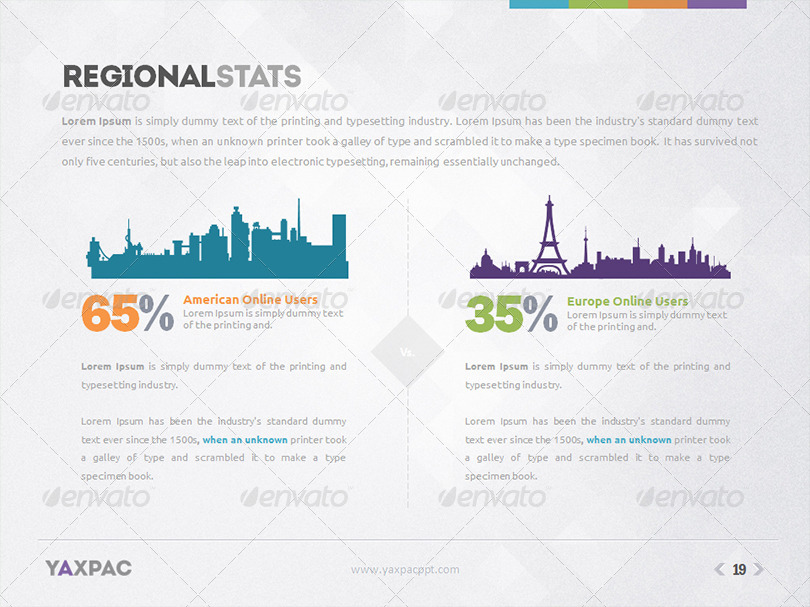 REGIONALSTATS
Lorem Ipsum is simply dummy text of the printing and typesetting industry. Lorem Ipsum has been the industry's standard dummy text
ever since the 1500s, when an unknown printer took a galley of type and scrambled it to make a type specimen book. It has survived not
only five centuries, but also the leap into electronic typesetting, remaining essentially unchanged.
65%
American Online Users
Lorem Ipsum is simply dummy text
of the printing and.
Lorem Ipsum is simply dummy text of the printing and
typesetting industry.
Lorem Ipsum has been the industry's standard dummy
text ever since the 1500s, when an unknown printer took
a galley of type and scrambled it to make a type
specimen book.
Vs.
35%
Europe Online Users
Lorem Ipsum is simply dummy text
of the printing and.
Lorem Ipsum is simply dummy text of the printing and
typesetting industry.
Lorem Ipsum has been the industry's standard dummy
text ever since the 1500s, when an unknown printer took
a galley of type and scrambled it to make a type
specimen book.
YAXPAC
www.yaxpacppt.com
19
envato envato envato envato
envato envato envato envato
envato envato envato envato